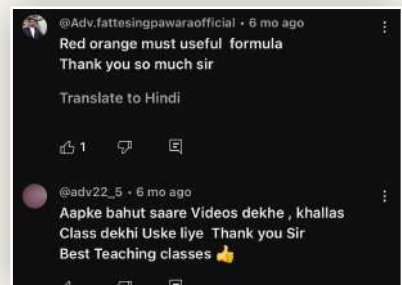 @Adv.fattesingpawaraofficial • 6 mo ago
Red orange must useful formula
Thank you so much sir
Translate to Hindi
1
@adv22_5 • 6 mo ago
Aapke bahut saare Videos dekhe , khallas
Class dekhi Uske liye Thank you Sir
Best Teaching classes 👍